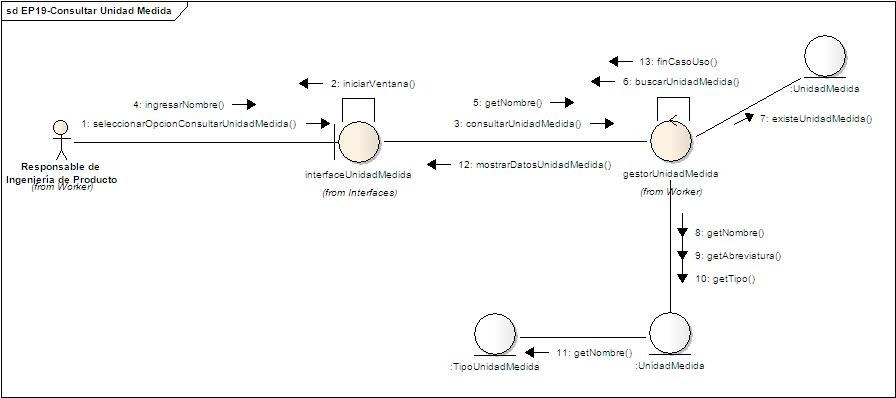 sd EP19-Consultar Unidad Medida
13: finCasoUso()
2: iniciarVentana()
6: buscarUnidadMedida()
:UnidadMedida
4: ingresarNombre()
5: getNombre()
7: existeUnidadMedida()
1: seleccionarOpcionConsultarUnidadMedida()
3: consultarUnidadMedida()
Responsable de
Ingeniería de Producto
(from Worker)
interfaceUnidadMedida
(from Interfaces)
12: mostrarDatosUnidadMedida()
gestorUnidadMedida
(from Worker)
8: getNombre()
9: getAbreviatura()
10: getTipo()
11: getNombre()
:TipoUnidadMedida
:UnidadMedida